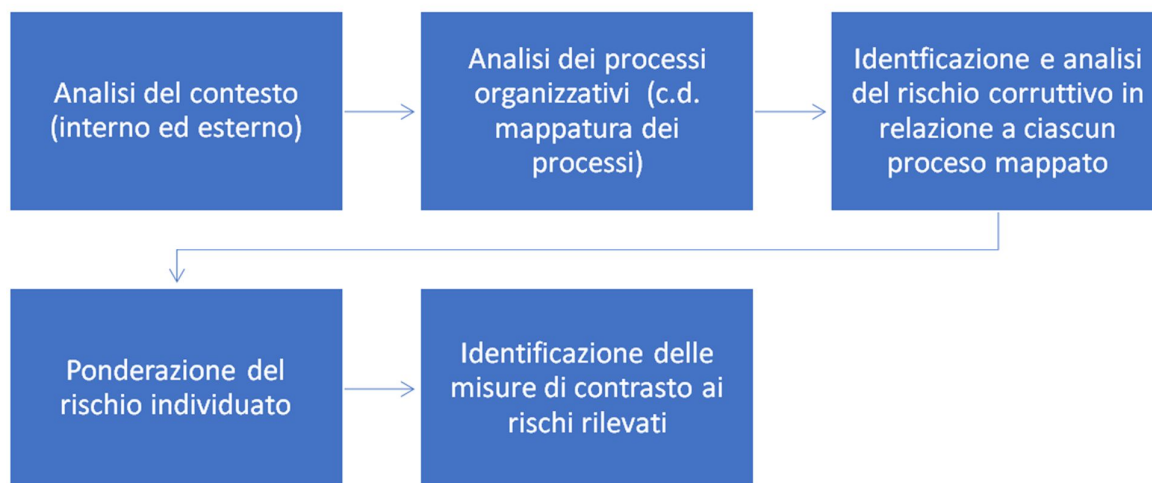 Analisi del contesto
(interno ed esterno)
Analisi dei processi
organizzativi (c.d.
mappatura dei
processi)
Identficazione e analisi
del rischio corruttivo in
relazione a ciascun
proceso mappato
Ponderazione del
rischio individuato
Identificazione delle
misure di contrasto ai
rischi rilevati